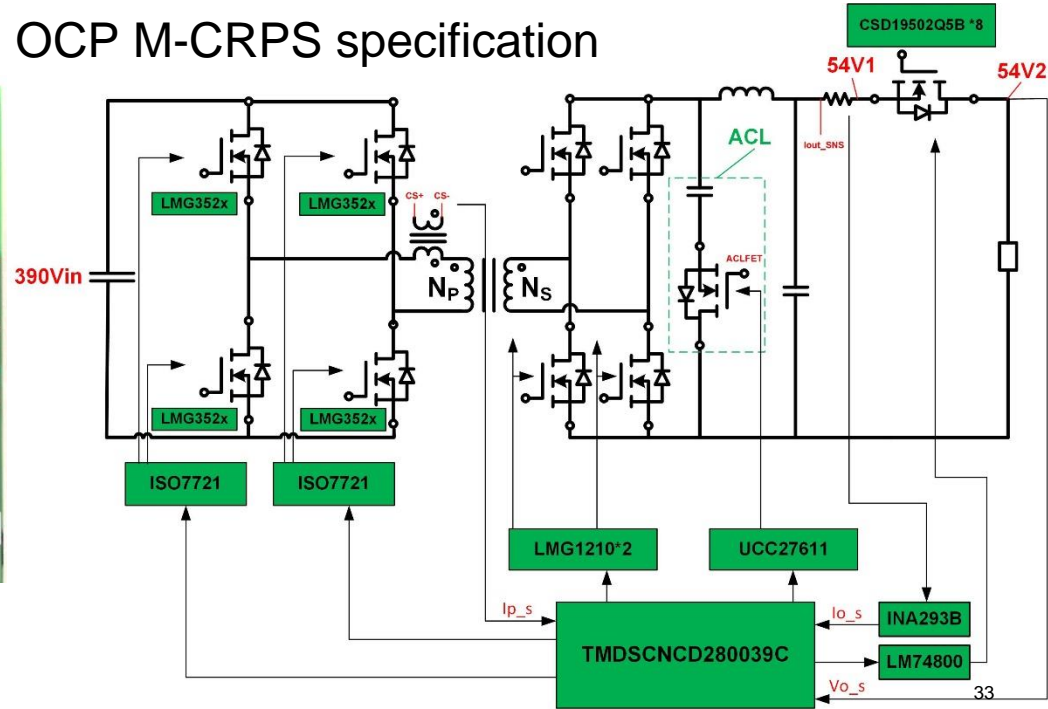 OCP M-CRPS specification
CSD19502Q5B *8
54V1
54V2
Iout_SNS
ACL
LMG352x
LMG352x
CS+ CS-
390Vin
NP
NS
ACLFET
LMG352x
LMG352x
ISO7721
ISO7721
LMG1210*2
UCC27611
Ip_s
Io_s
INA293B
TMDSCNCD280039C
LM74800
Vo_s
33